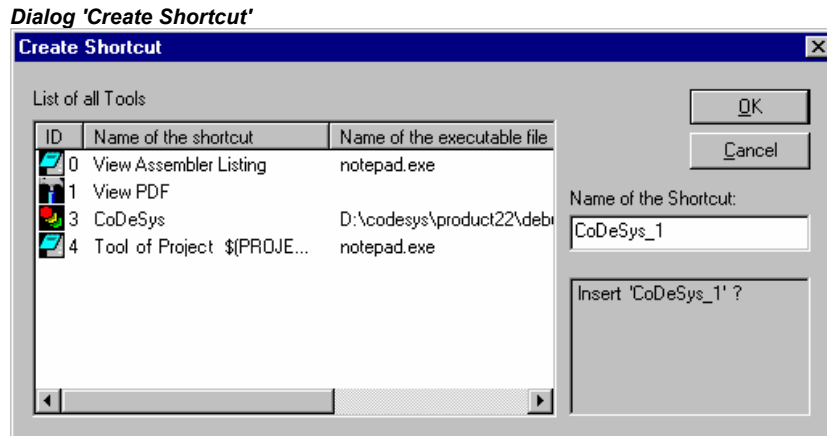 Dialog 'Create Shortcut'
Create Shortcut
List of all Tools
OK
Cancel
ID Name of the shortcut Name of the executable file
0 View Assembler Listing notepad.exe
1 View PDF
3 CoDeSys D:\codesys\product22\deb
4 Tool of Project $(PROJE... notepad.exe
Name of the Shortcut:
CoDeSys_1
Insert 'CoDeSys_1' ?